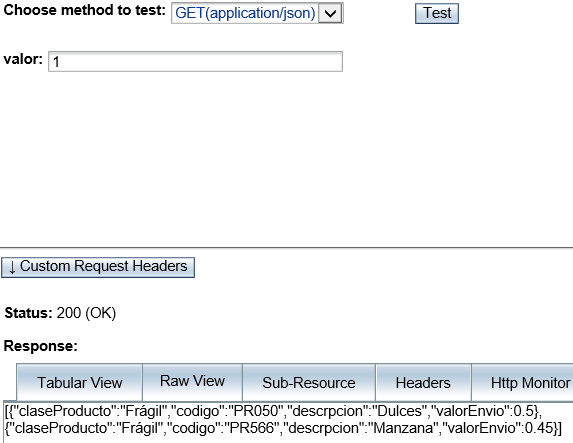 Choose method to test: GET(application/json) Test
valor: 1
↓ Custom Request Headers
Status: 200 (OK)
Response:
Tabular View Raw View Sub-Resource Headers Http Monitor
[{"claseProducto":"Frágil","codigo":"PR050","descrpcion":"Dulces","valorEnvio":0.5},
{"claseProducto":"Frágil","codigo":"PR566","descrpcion":"Manzana","valorEnvio":0.45}]